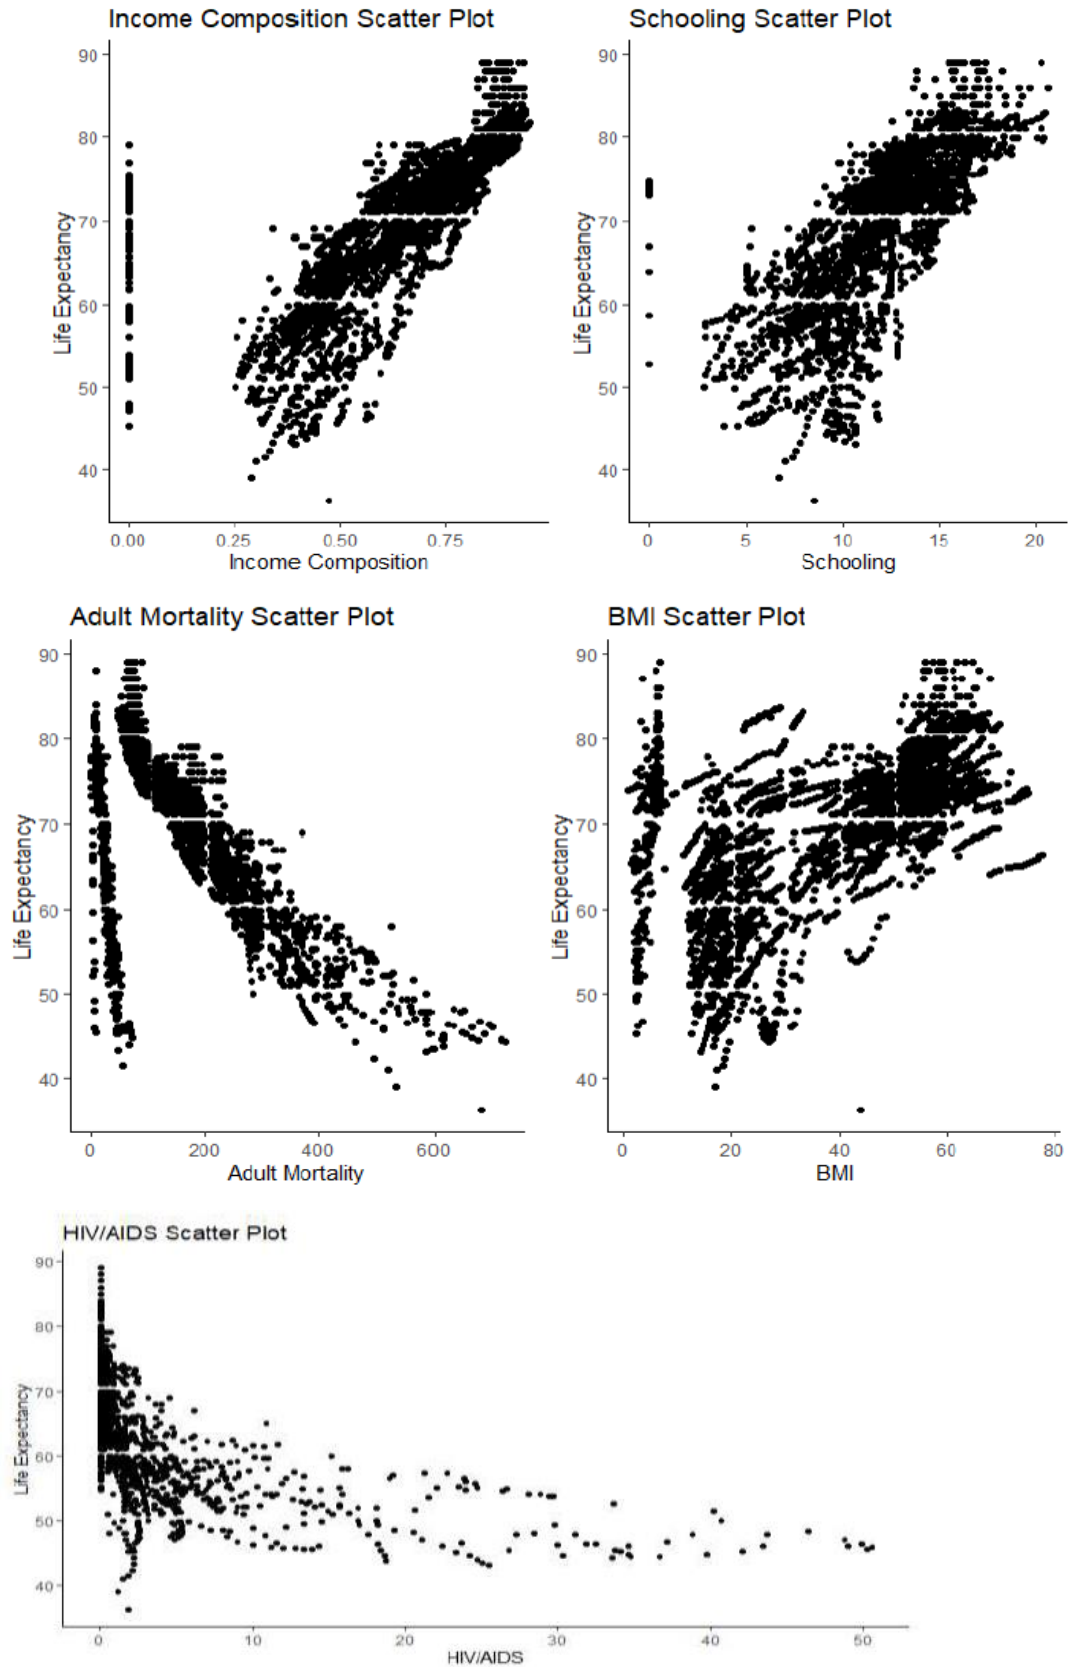 Income Composition Scatter Plot
90
80
70
60
50
40
Life Expectancy
0.00 0.25 0.50 0.75
Income Composition
Schooling Scatter Plot
90
80
70
60
50
40
Life Expectancy
0 5 10 15 20
Schooling
Adult Mortality Scatter Plot
90
80
70
60
50
40
Life Expectancy
0 200 400 600
Adult Mortality
BMI Scatter Plot
90
80
70
60
50
40
Life Expectancy
0 20 40 60 80
BMI
HIV/AIDS Scatter Plot
90
80
70
60
50
40
Life Expectancy
0 10 20 30 40 50
HIV/AIDS